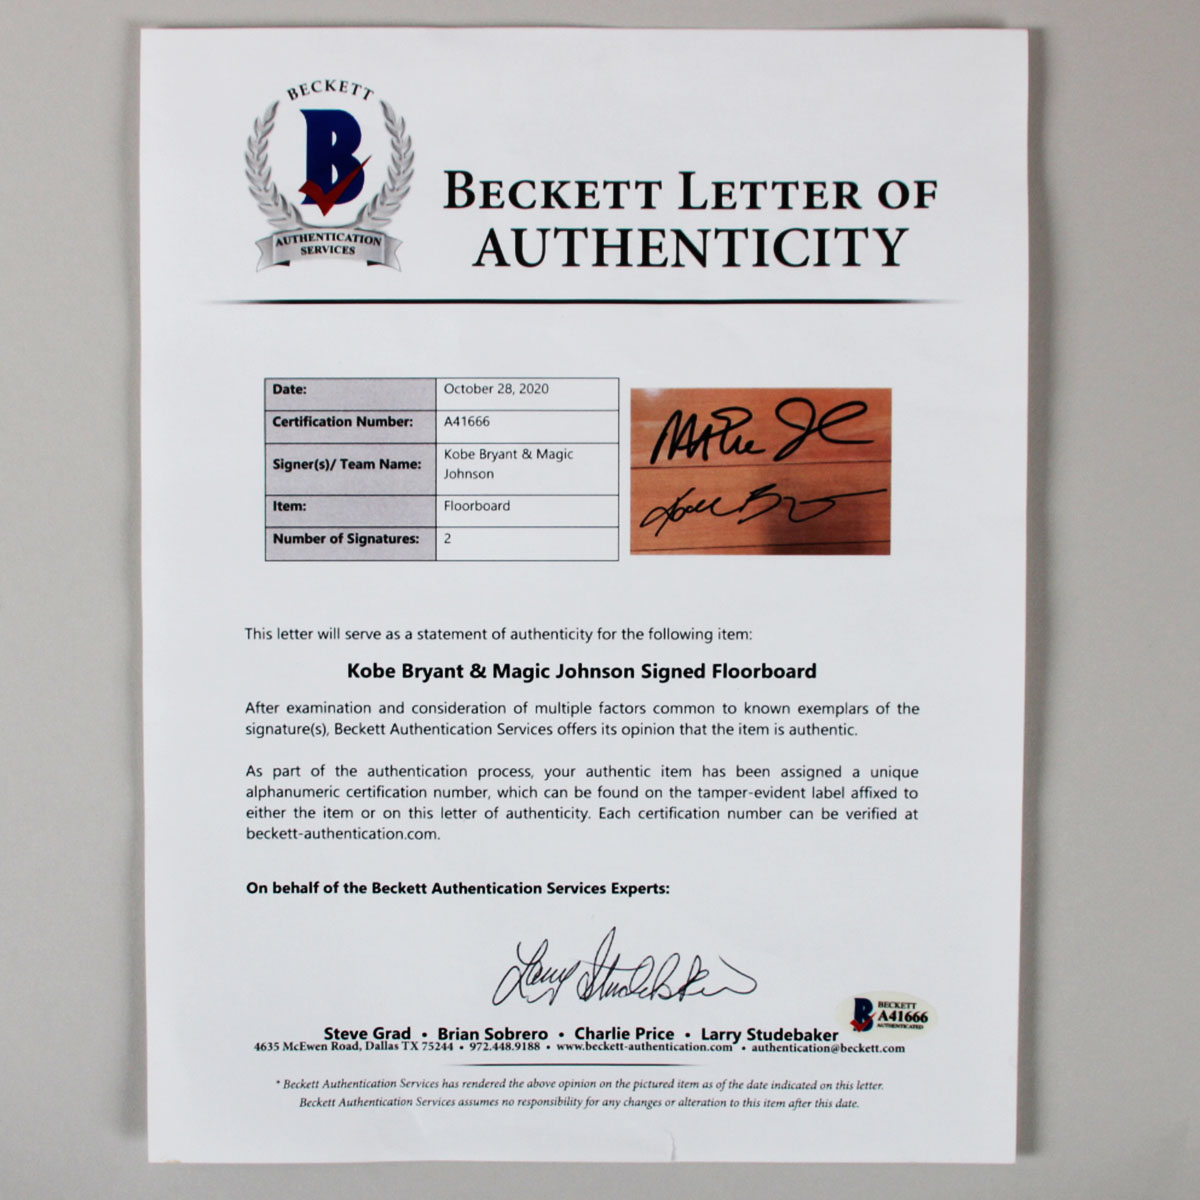 BECKETT
B
AUTHENTICATION
SERVICES
BECKETT LETTER OF
AUTHENTICITY
Date: October 28, 2020
Certification Number: A41666
Signer(s)/ Team Name: Kobe Bryant & Magic
Johnson
Item: Floorboard
Number of Signatures: 2
This letter will serve as a statement of authenticity for the following item:
Kobe Bryant & Magic Johnson Signed Floorboard
After examination and consideration of multiple factors common to known exemplars of the
signature(s), Beckett Authentication Services offers its opinion that the item is authentic.
As part of the authentication process, your authentic item has been assigned a unique
alphanumeric certification number, which can be found on the tamper-evident label affixed to
either the item or on this letter of authenticity. Each certification number can be verified at
beckett-authentication.com.
On behalf of the Beckett Authentication Services Experts:
Larry Studebaker
B BECKETT
A41666
AUTHENTICATED
Steve Grad • Brian Sobrero • Charlie Price • Larry Studebaker
4635 McEwen Road, Dallas TX 75244 • 972.448.9188 • www.beckett-authentication.com • authentication@beckett.com
* Beckett Authentication Services has rendered the above opinion on the pictured item as of the date indicated on this letter.
Beckett Authentication Services assumes no responsibility for any changes or alteration to this item after this date.